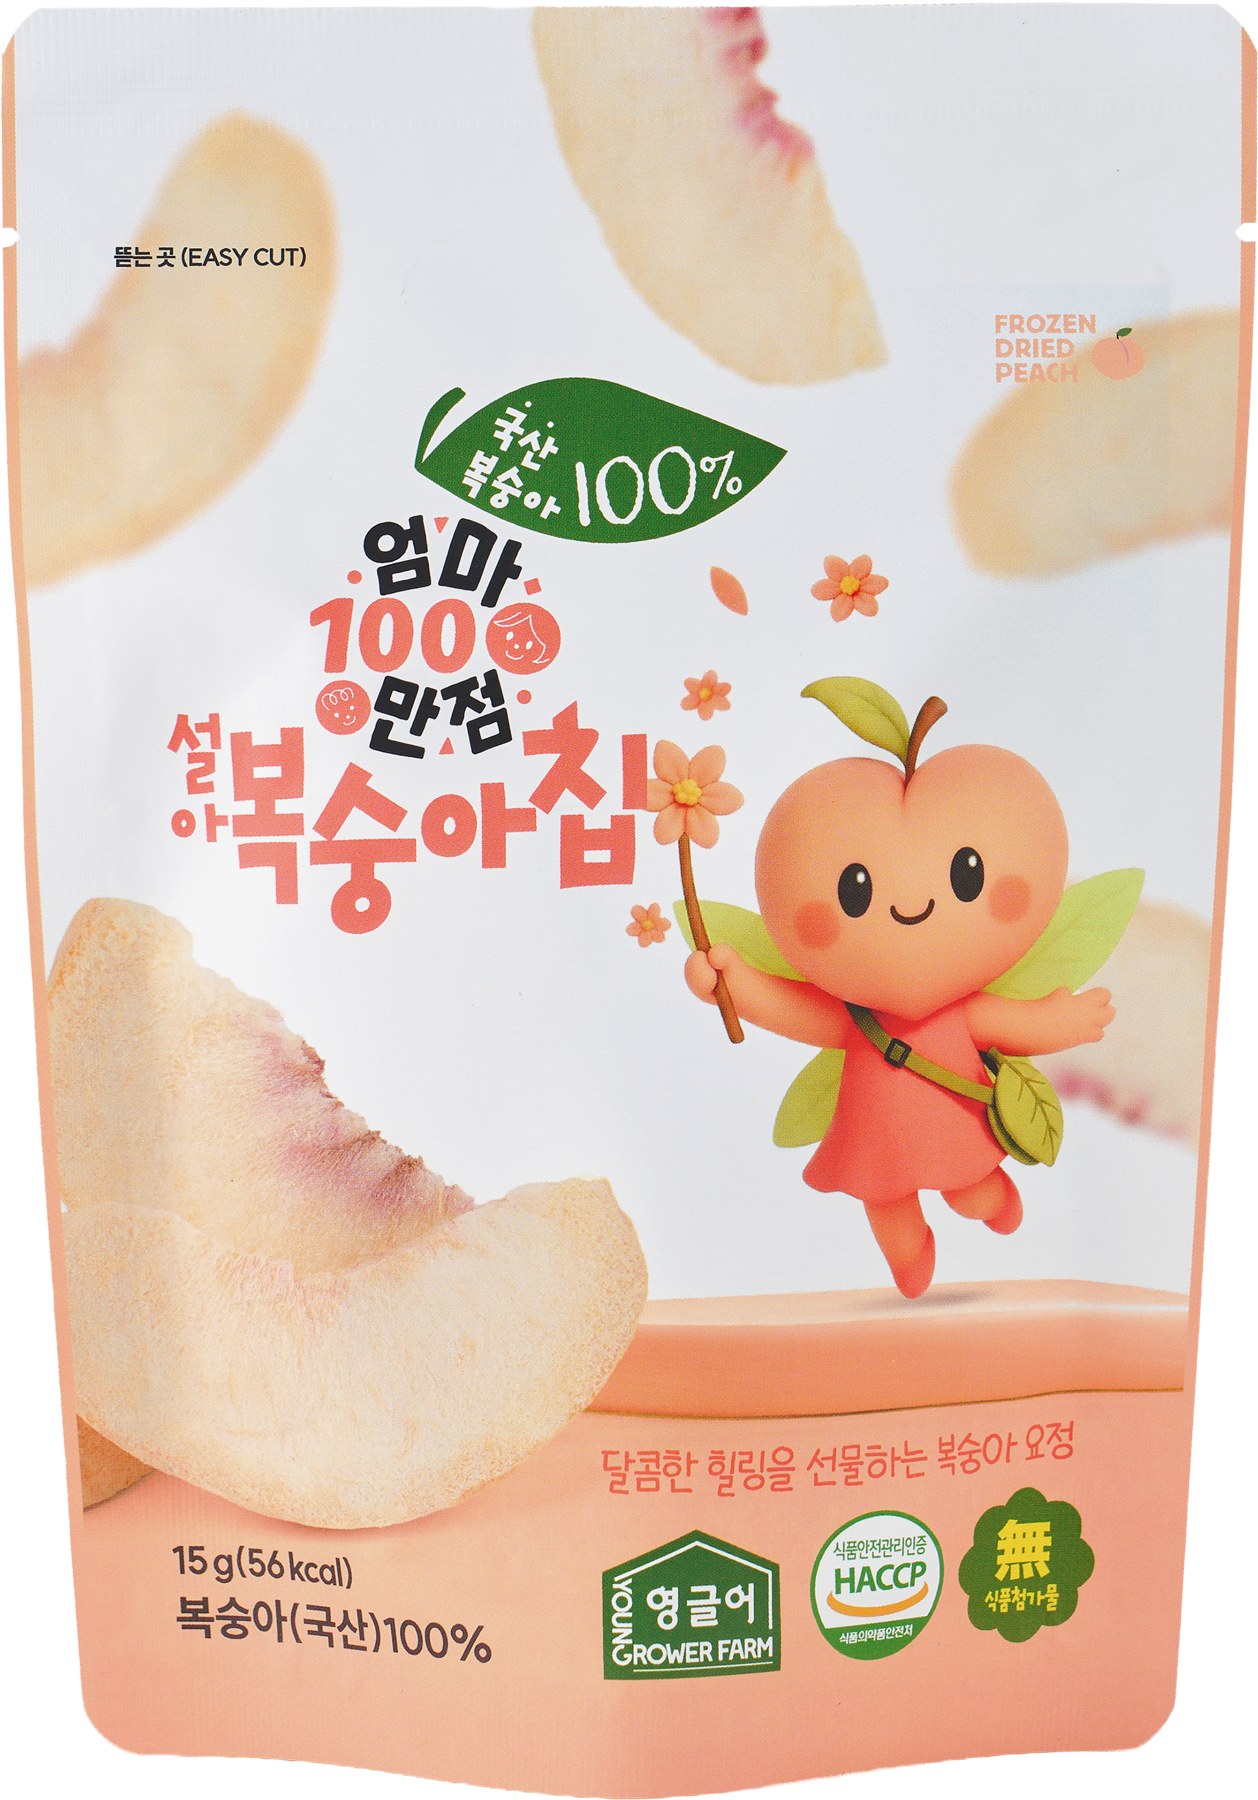 뜯는 곳 (EASY CUT)
FROZEN
DRIED
PEACH
국산
복숭아 100%
엄마
100
만점
설아 복숭아칩
달콤한 힐링을 선물하는 복숭아 요정
15 g(56 kcal)
복숭아(국산)100%
영글어
YOUNG
GROWER FARM
식품안전관리인증
HACCP
식품의약품안전처
無
식품첨가물